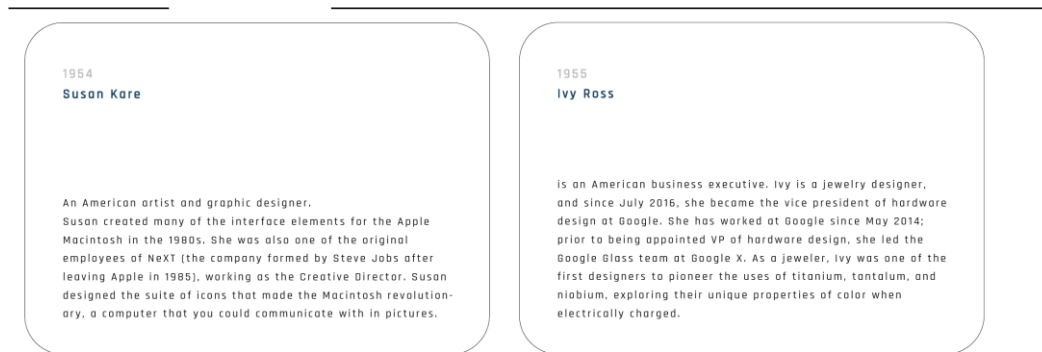 1954
Susan Kare
An American artist and graphic designer.
Susan created many of the interface elements for the Apple
Macintosh in the 1980s. She was also one of the original
employees of NeXT (the company formed by Steve Jobs after
leaving Apple in 1985), working as the Creative Director. Susan
designed the suite of icons that made the Macintosh revolution-
ary, a computer that you could communicate with in pictures.
1955
Ivy Ross
is an American business executive. Ivy is a jewelry designer,
and since July 2016, she became the vice president of hardware
design at Google. She has worked at Google since May 2014;
prior to being appointed VP of hardware design, she led the
Google Glass team at Google X. As a jeweler, Ivy was one of the
first designers to pioneer the uses of titanium, tantalum, and
niobium, exploring their unique properties of color when
electrically charged.